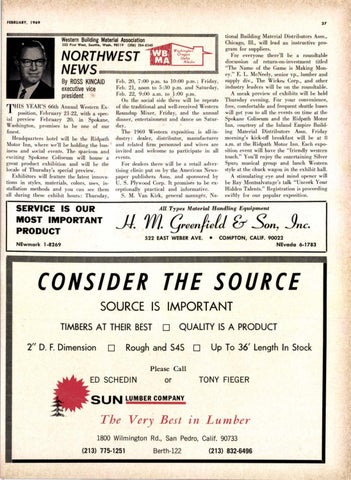 FEBRUARY, 1969
37
Western Building Material Association
NORTHWEST
NEWS
By ROSS KINCAID
executive vice
president
WB
MA
THIS YEAR'S 66th Annual Western Exposition,
February 21-22, with a special
preview February 20, in Spokane,
Washington, promises to be one of our
finest.
Headquarters hotel will be the Ridpath
Motor Inn, where we'll be holding the business
and social events. The spacious and
exciting Spokane Coliseum will house a
great product exhibition and will be the
locale of Thursday's special preview.
Exhibitors will feature the latest innovations
in styles, materials, colors, uses, installation
methods and you can see them
all during these exhibit hours: Thursday,
Feb. 20, 7:00 p.m. to 10:00 p.m.; Friday,
Feb. 21, noon to 5:30 p.m. and Saturday,
Feb. 22, 9:00 a.m. to 1:00 p.m.
On the social side there will be repeats
of the traditional and well received Western
Roundup Mixer, Friday; and the annual
dinner, entertainment and dance on Saturday.
The 1969 Western exposition is all-industry:
dealer, distributor, manufacturer
and related firm personnel and wives are
invited and welcome to participate in all
events.
For dealers there will be a retail advertising
clinic put on by the American Newspaper
publishers Assn. and sponsored by
U. S. Plywood Corp. It promises to be exceptionally
practical and informative.
S. M. Van Kirk, general manager, National
Building Material Distributors Assn.,
Chicago, Ill., will lead an instructive program
for suppliers.
For everyone there'll be a roundtable
discussion of return-on-investment titled
"The Name of the Game is Making Money."
E. L. McNeely, senior vp, lumber and
supply div. The Wickes Corp., and other
industry leaders will be on the roundtable.
A sneak preview of exhibits will be held
Thursday evening. For your convenience,
free, comfortable and frequent shuttle buses
will get you to all the events on time at the
Spokane Coliseum and the Ridpath Motor
Inn, courtesy of the Inland Empire Building
Material Distributors Assn. Friday
morning's kick-off breakfast will be at 8
a.m. at the Ridpath Motor Inn. Each exposition
event will have the "friendly western
touch." You'll enjoy the entertaining Silver
Spurs musical group and lunch Western
style at the chuck wagon in the exhibit hall.
A stimulating eye and mind opener will
be Ray Monsalvatge's talk "Uncork Your
Hidden Talents." Registration is proceeding
swiftly for our popular exposition.
SERVICE IS OUR
MOST IMPORTANT
PRODUCT
NEwmark 1-8269
All Types Material Handling Equipment
H. M. Greenfield & Son, Inc.
522 EAST WEBER AVE. • COMPTON, CALIF. 90022
NEvada 6-1783
CONSIDER THE SOURCE
SOURCE IS IMPORTANT
TIMBERS AT THEIR BEST □ QUALITY IS A PRODUCT
2" D. F. Dimension □ Rough and S4S □ Up To 36' Length In Stock
Please Call
ED SCHEDIN or TONY FIEGER
SUN LUMBER COMPANY
The Very Best in Lumber
1800 Wilmington Rd., San Pedro, Calif. 90733
(213) 775-1251 Berth-122 (213) 832-6496